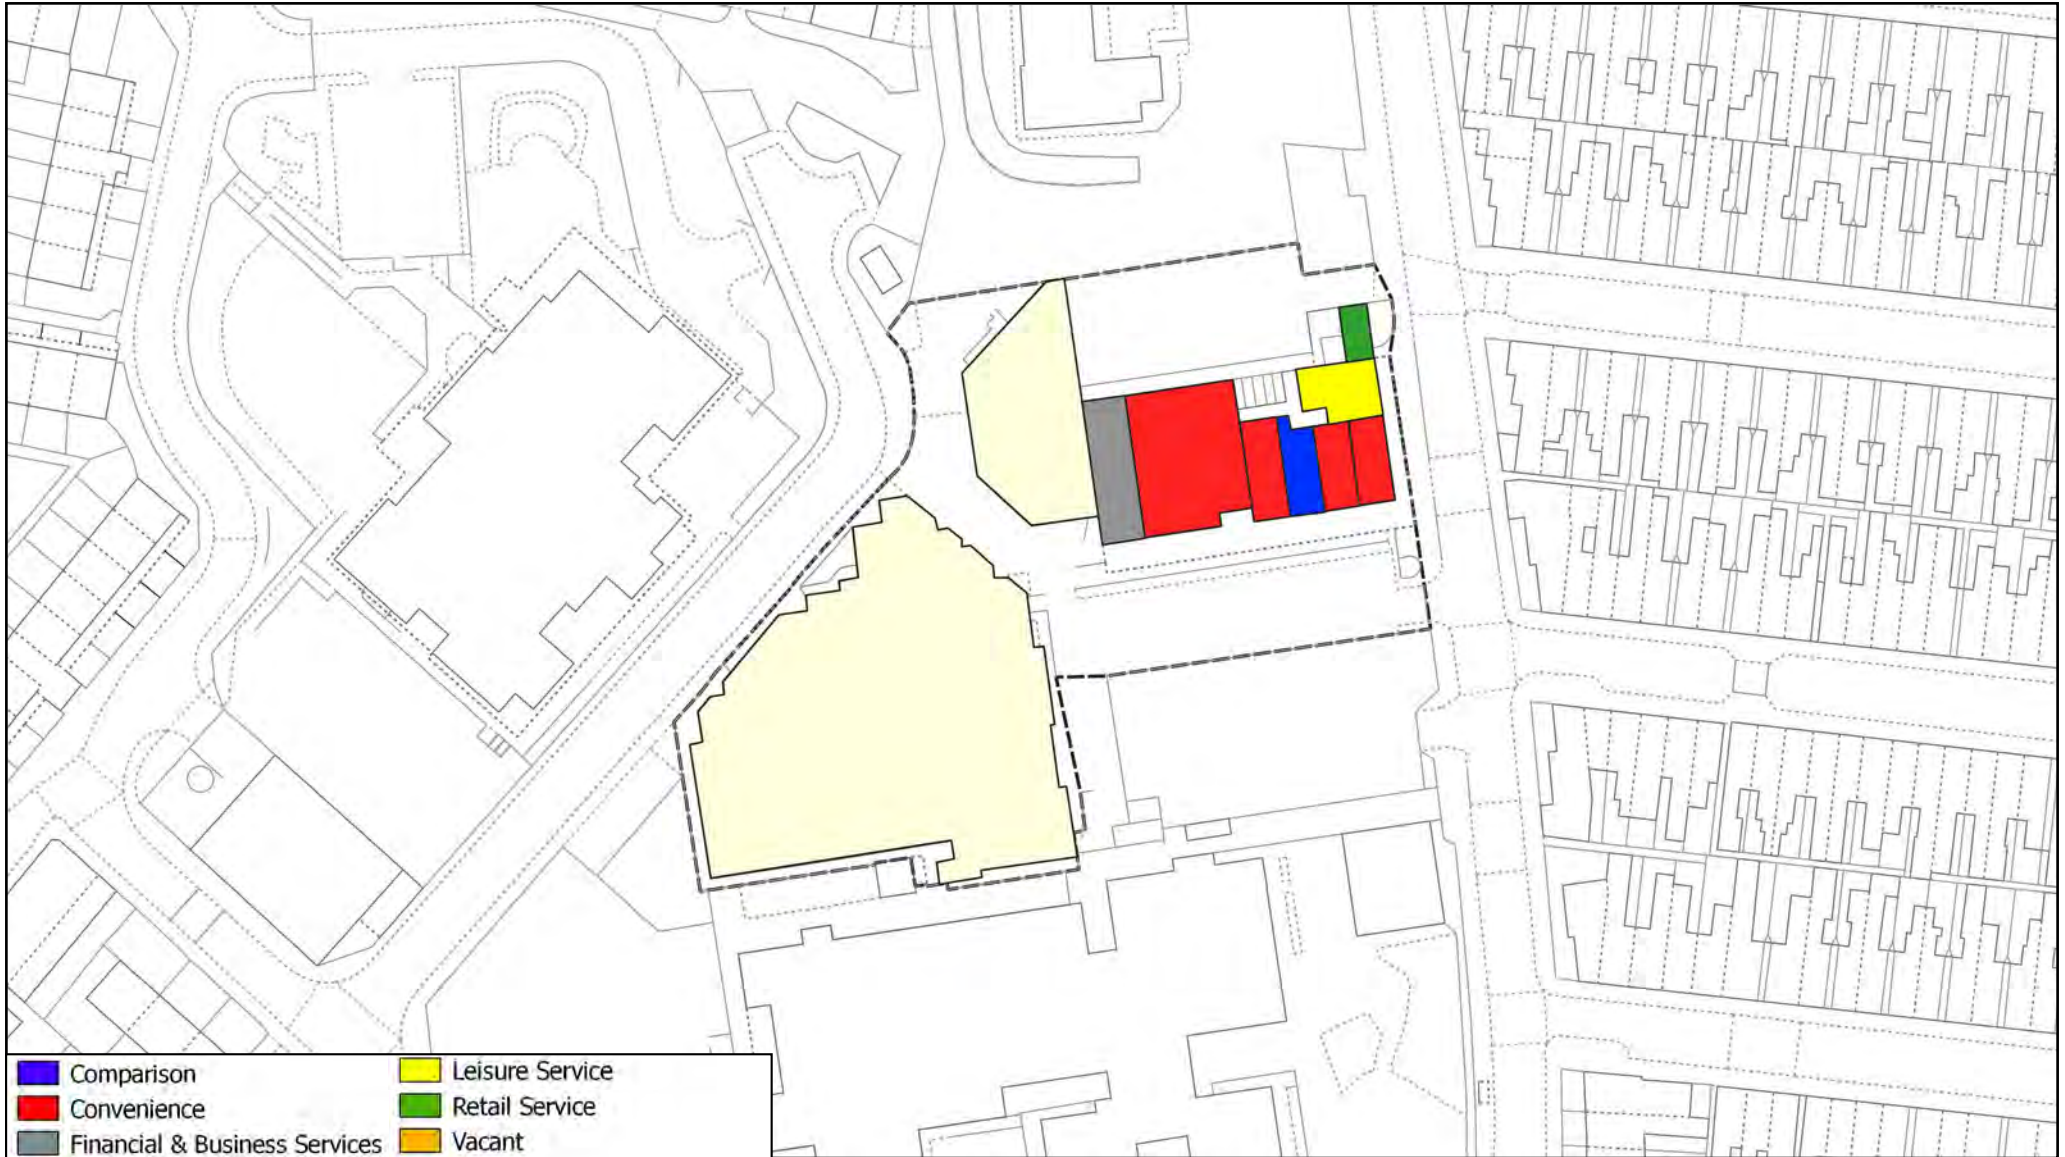 Comparison
Convenience
Financial & Business Services
Leisure Service
Retail Service
Vacant